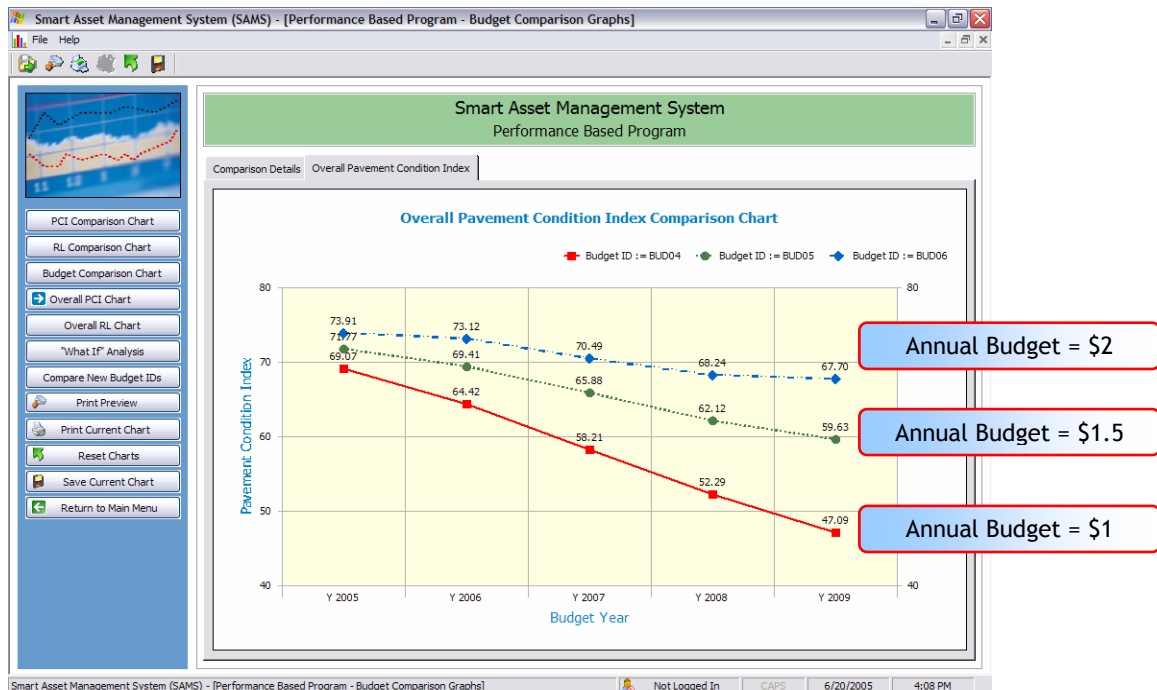 Smart Asset Management System (SAMS) - [Performance Based Program - Budget Comparison Graphs]
File Help
Smart Asset Management System
Performance Based Program
Comparison Details Overall Pavement Condition Index
PCI Comparison Chart
RL Comparison Chart
Budget Comparison Chart
Overall PCI Chart
Overall RL Chart
"What If" Analysis
Compare New Budget IDs
Print Preview
Print Current Chart
Reset Charts
Save Current Chart
Return to Main Menu
Overall Pavement Condition Index Comparison Chart
Budget ID := BUD04 Budget ID := BUD05 Budget ID := BUD06
Pavement Condition Index
80 80
70
60
50
40 40
73.91 73.12 70.49 68.24 67.70
71.77 69.41 65.88 62.12 59.63
69.07 64.42 58.21 52.29 47.09
Y 2005 Y 2006 Y 2007 Y 2008 Y 2009
Budget Year
Annual Budget = $2
Annual Budget = $1.5
Annual Budget = $1
Smart Asset Management System (SAMS) - [Performance Based Program - Budget Comparison Graphs] Not Logged In CAPS 6/20/2005 4:08 PM